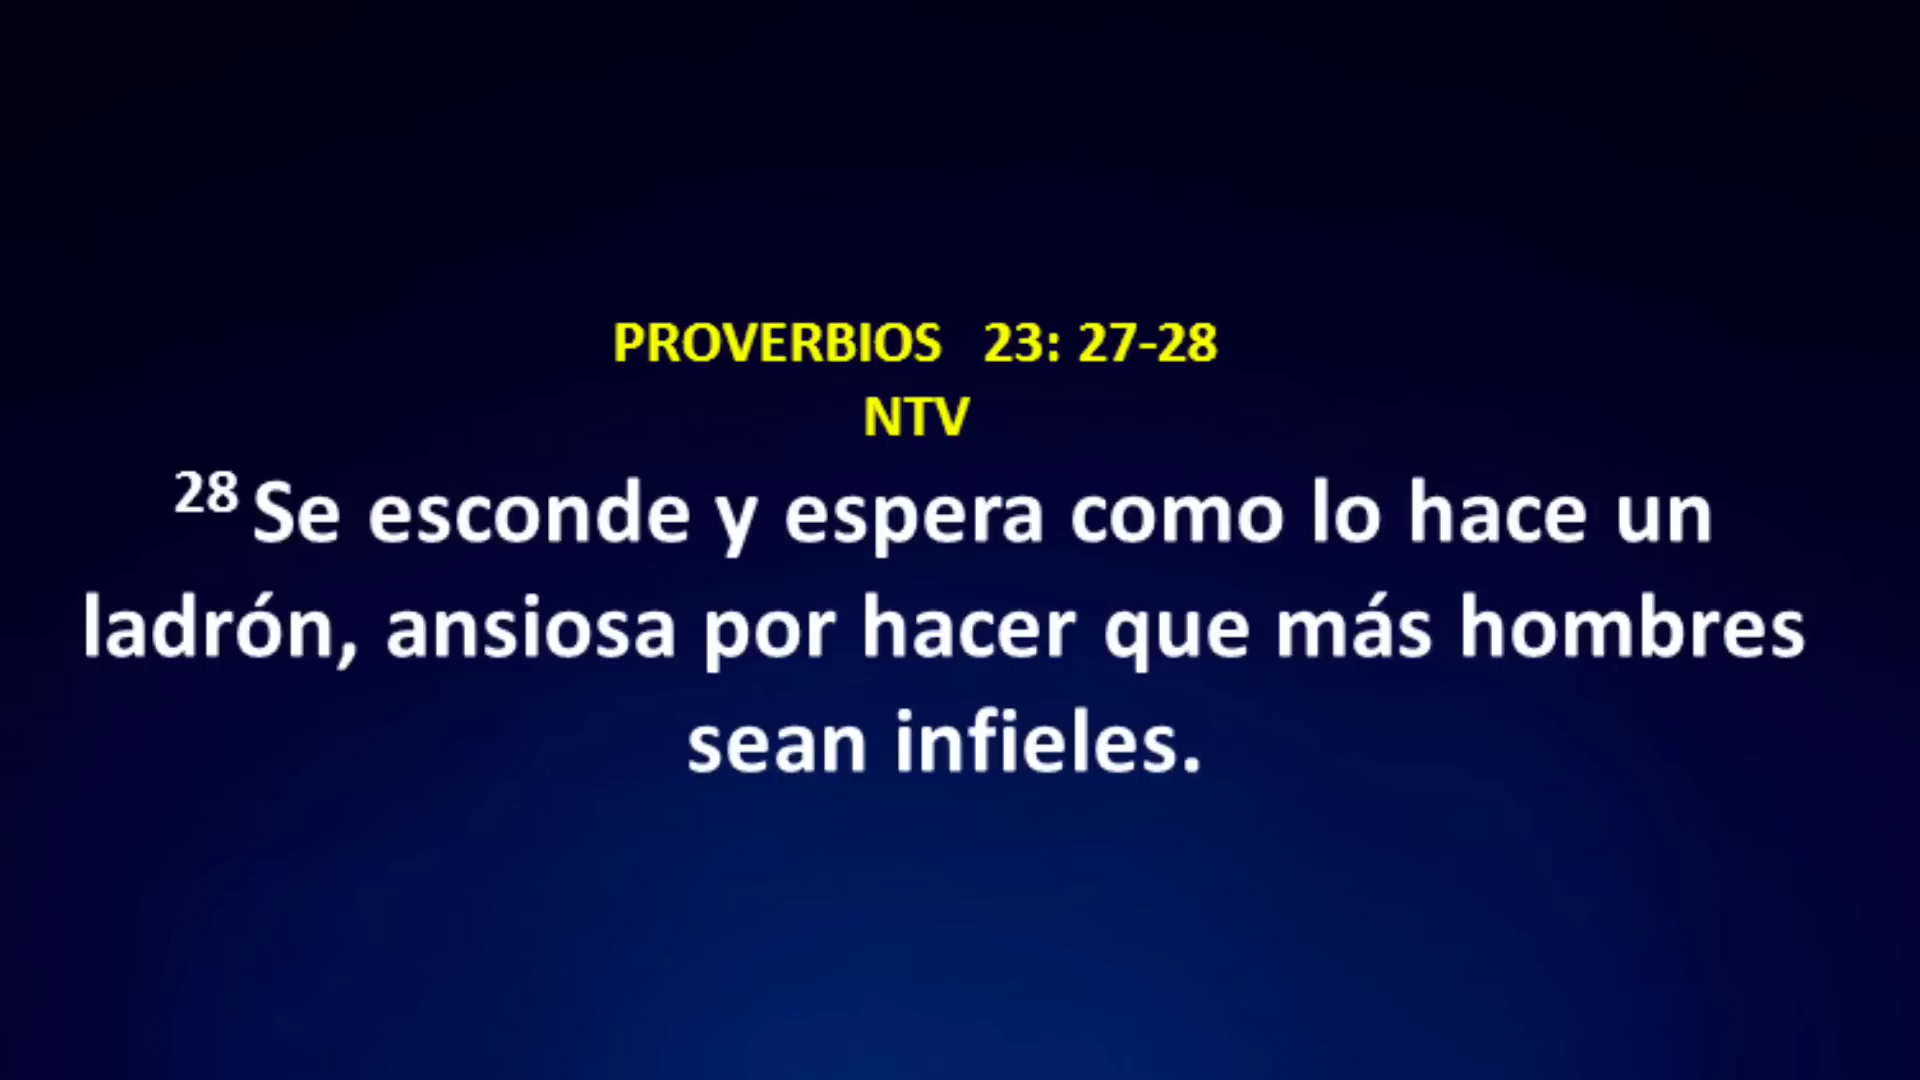 PROVERBIOS 23: 27-28
NTV
28 Se esconde y espera como lo hace un
ladrón, ansiosa por hacer que más hombres
sean infieles.